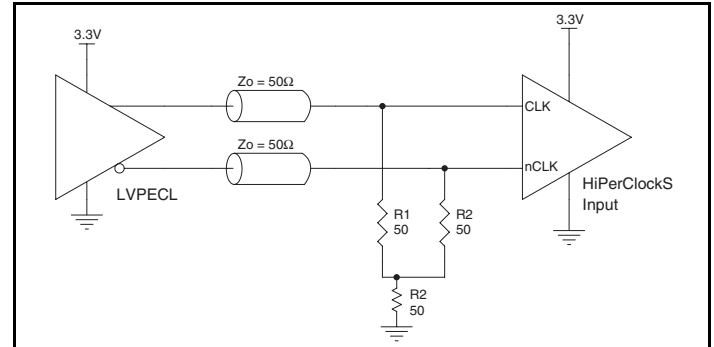 3.3V
3.3V
Zo = 50Ω
CLK
Zo = 50Ω
nCLK
LVPECL
HiPerClockS
Input
R1
50
R2
50
R2
50